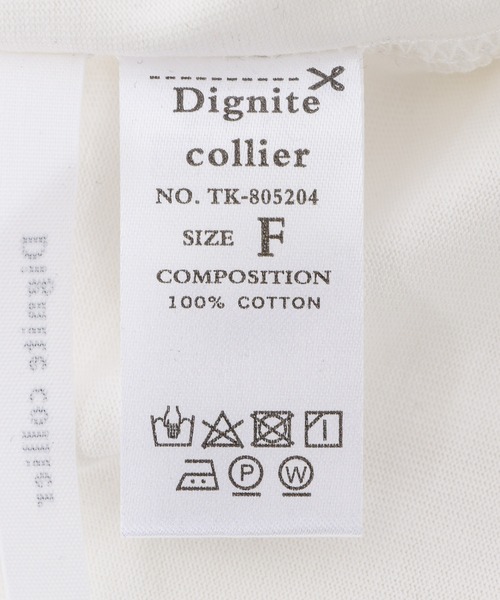 Dignite
collier
NO. TK-805204
SIZE F
COMPOSITION
100% COTTON
P W
Dignite collier